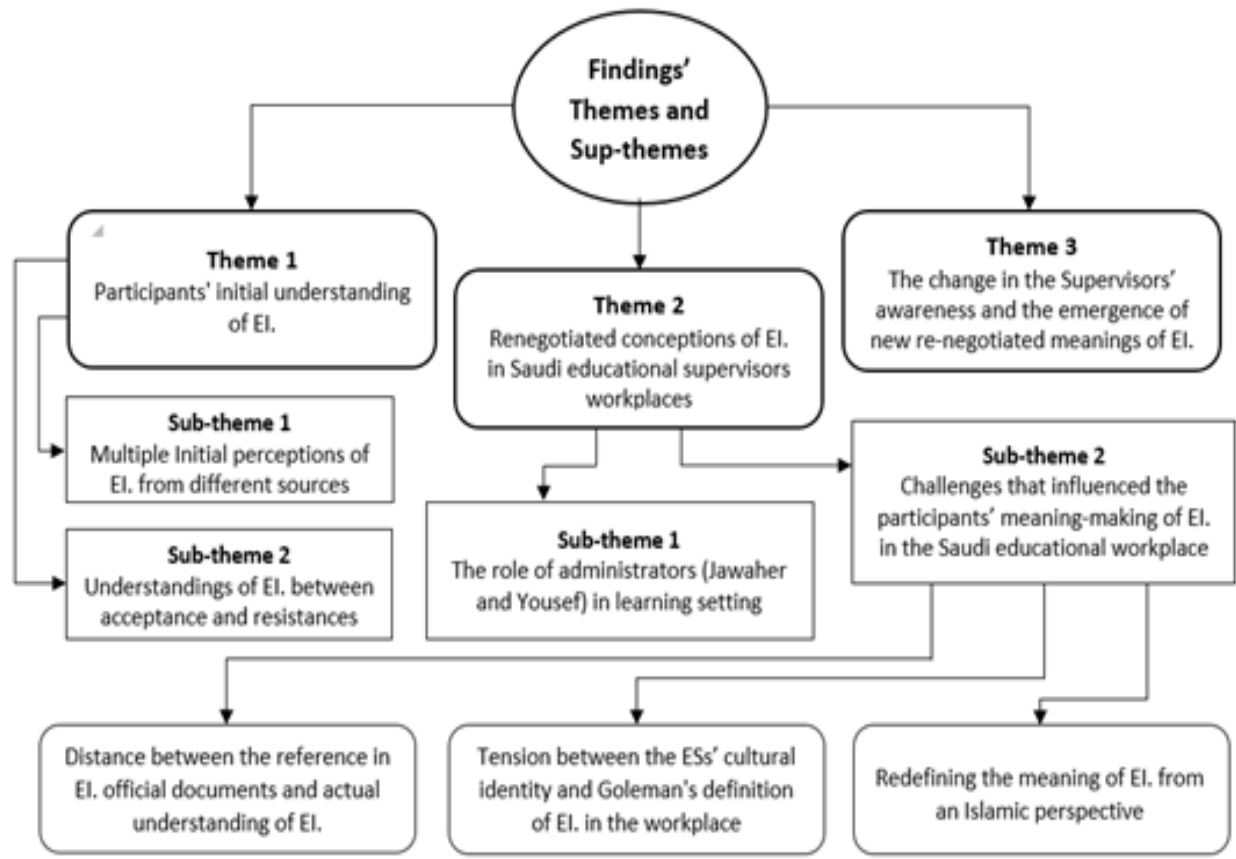 Findings'
Themes and
Sup-themes
Theme 1
Participants' initial understanding
of EI.
Theme 2
Renegotiated conceptions of EI.
in Saudi educational supervisors
workplaces
Theme 3
The change in the Supervisors'
awareness and the emergence of
new re-negotiated meanings of EI.
Sub-theme 1
Multiple Initial perceptions of
EI. from different sources
Sub-theme 2
Understandings of EI. between
acceptance and resistances
Sub-theme 1
The role of administrators (Jawaher
and Yousef) in learning setting
Sub-theme 2
Challenges that influenced the
participants' meaning-making of EI.
in the Saudi educational workplace
Distance between the reference in
EI. official documents and actual
understanding of EI.
Tension between the ESs' cultural
identity and Goleman's definition
of EI. in the workplace
Redefining the meaning of EI. from
an Islamic perspective